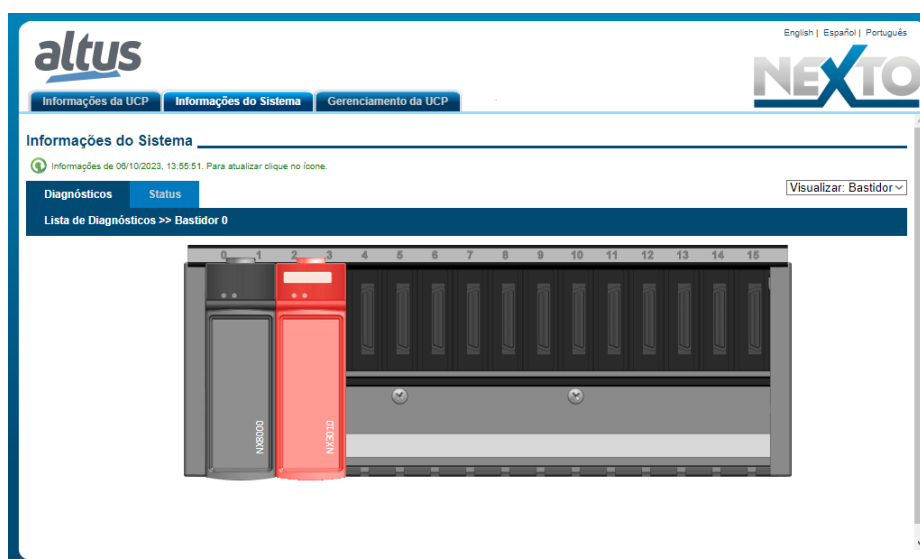 altus
English | Español | Português
NEXTO
Informações da UCP Informações do Sistema Gerenciamento da UCP
Informações do Sistema
Informações de 06/10/2023, 13:55:51. Para atualizar clique no ícone.
Diagnósticos Status
Visualizar: Bastidor
Lista de Diagnósticos >> Bastidor 0
0 1 2 3 4 5 6 7 8 9 10 11 12 13 14 15
NX8000
NX3010